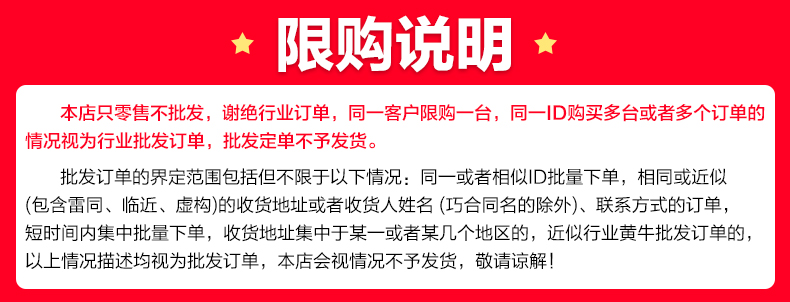 限购说明
本店只零售不批发，谢绝行业订单，同一客户限购一台，同一ID购买多台或者多个订单的
情况视为行业批发订单，批发定单不予发货。
批发订单的界定范围包括但不限于以下情况：同一或者相似ID批量下单，相同或近似
(包含雷同、临近、虚构)的收货地址或者收货人姓名 (巧合同名的除外)、联系方式的订单，
短时间内集中批量下单，收货地址集中于某一或者某几个地区的，近似行业黄牛批发订单的，
以上情况描述均视为批发订单，本店会视情况不予发货，敬请谅解！